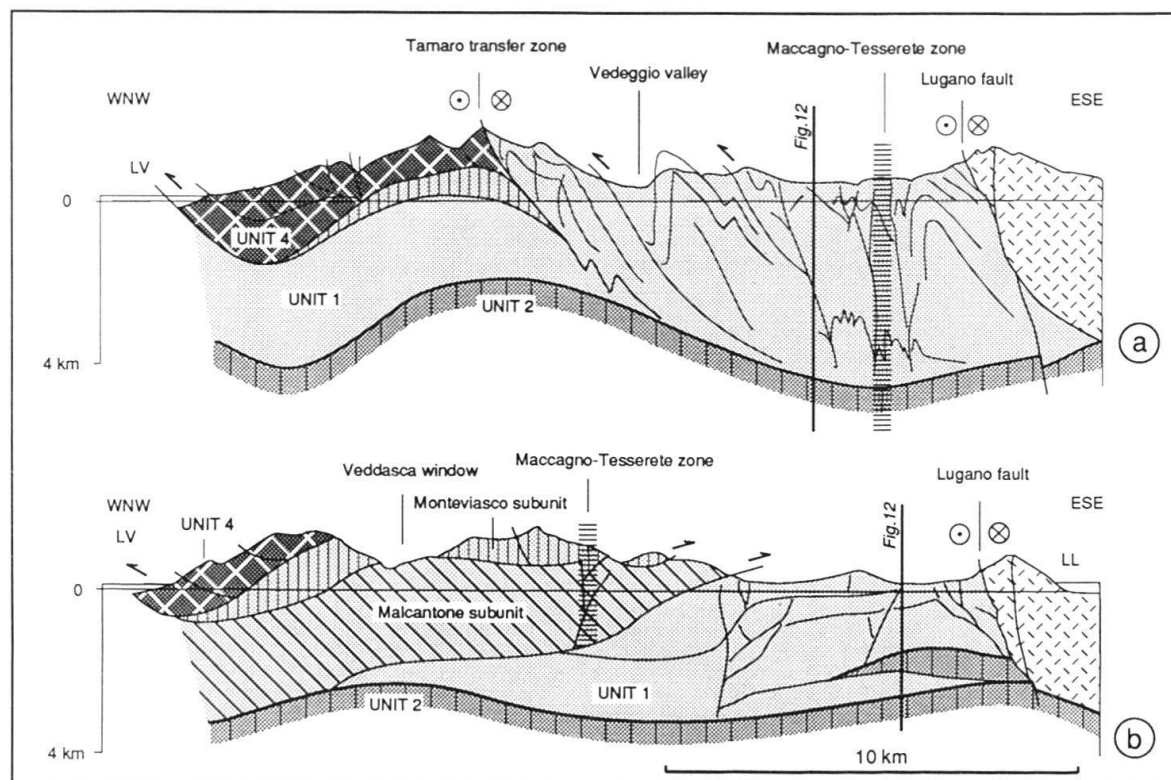 Tamaro transfer zone
Maccagno-Tesserete zone
Vedeggio valley
Lugano fault
WNW
ESE
Fig.12
LV
0
UNIT 4
UNIT 1
UNIT 2
4 km
a
Veddasca window
Maccagno-Tesserete zone
Lugano fault
WNW
Monteviasco subunit
ESE
UNIT 4
Fig.12
LV
LL
0
Malcantone subunit
UNIT 1
UNIT 2
4 km
b
10 km